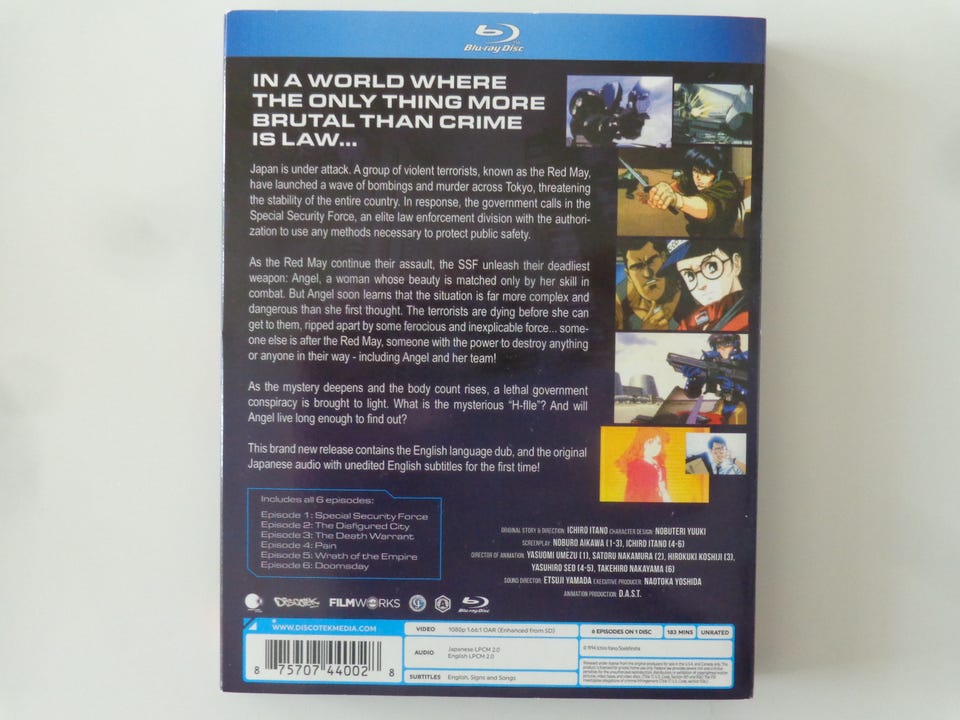 Blu-ray Disc
IN A WORLD WHERE
THE ONLY THING MORE
BRUTAL THAN CRIME
IS LAW...
Japan is under attack. A group of violent terrorists, known as the Red May,
have launched a wave of bombings and murder across Tokyo, threatening
the stability of the entire country. In response, the government calls in the
Special Security Force, an elite law enforcement division with the authori-
zation to use any methods necessary to protect public safety.
As the Red May continue their assault, the SSF unleash their deadliest
weapon: Angel, a woman whose beauty is matched only by her skill in
combat. But Angel soon learns that the situation is far more complex and
dangerous than she first thought. The terrorists are dying before she can
get to them, ripped apart by some ferocious and inexplicable force... some-
one else is after the Red May, someone with the power to destroy anything
or anyone in their way - including Angel and her team!
As the mystery deepens and the body count rises, a lethal government
conspiracy is brought to light. What is the mysterious "H-file"? And will
Angel live long enough to find out?
This brand new release contains the English language dub, and the original
Japanese audio with unedited English subtitles for the first time!
Includes all 6 episodes:
Episode 1: Special Security Force
Episode 2: The Disfigured City
Episode 3: The Death Warrant
Episode 4: Pain
Episode 5: Wrath of the Empire
Episode 6: Doomsday
ORIGINAL STORY & DIRECTION: ICHIRO ITANO CHARACTER DESIGN: NOBUTERI YUUKI
SCREENPLAY: NOBURO AIKAWA (1-3), ICHIRO ITANO (4-6)
DIRECTOR OF ANIMATION: YASUOMI UMEZU (1), SATORU NAKAMURA (2), HIROKUKI KOSHIJI (3),
YASUHIRO SEO (4-5), TAKEHIRO NAKAYAMA (6)
SOUND DIRECTOR: ETSUJI YAMADA EXECUTIVE PRODUCER: NAOTOKA YOSHIDA
ANIMATION PRODUCTION: D.A.S.T.
DISCOTEK FILMWORKS Blu-ray Disc
WWW.DISCOTEKMEDIA.COM
8 75707 44002 8
VIDEO 1080p 1.66:1 OAR (Enhanced from SD)
6 EPISODES ON 1 DISC 183 MINS UNRATED
AUDIO Japanese LPCM 2.0
English LPCM 2.0
© 1994 Ichiro Itano/Soeishinsha
SUBTITLES English, Signs and Songs